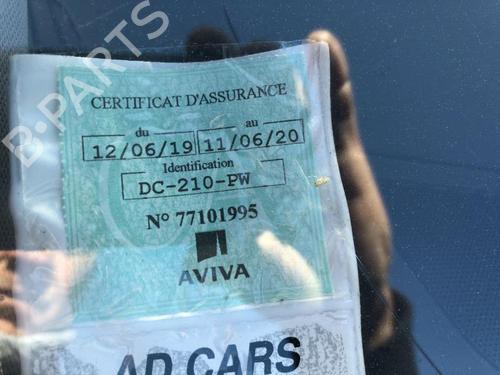 B-PARTS
CERTIFICAT D'ASSURANCE
du au
12/06/19 11/06/20
Identification
DC-210-PW
N° 77101995
AVIVA
AD CARS